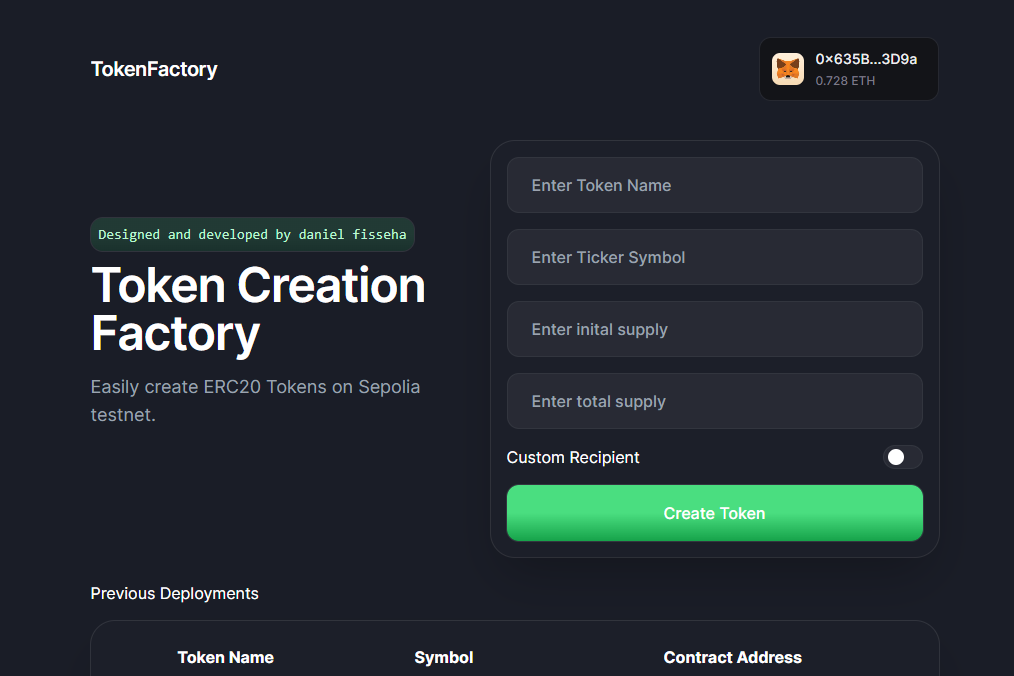 TokenFactory
0×635B...3D9a
0.728 ETH
Designed and developed by daniel fisseha
Token Creation
Factory
Easily create ERC20 Tokens on Sepolia
testnet.
Enter Token Name
Enter Ticker Symbol
Enter inital supply
Enter total supply
Custom Recipient
Create Token
Previous Deployments
Token Name Symbol Contract Address